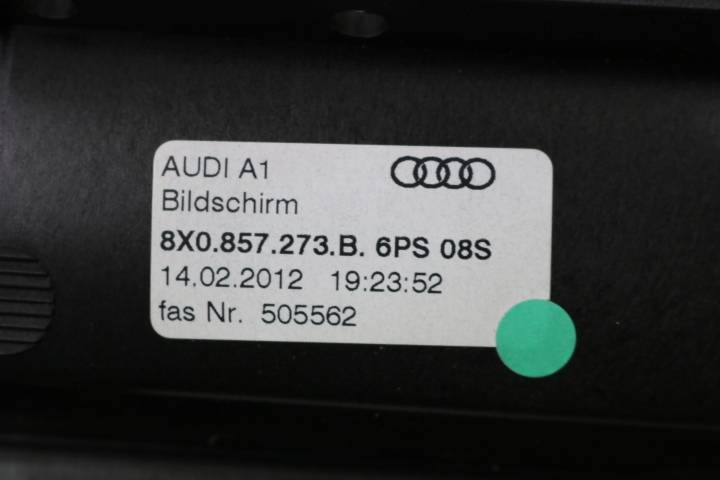 AUDI A1
Bildschirm
8X0.857.273.B. 6PS 08S
14.02.2012 19:23:52
fas Nr. 505562